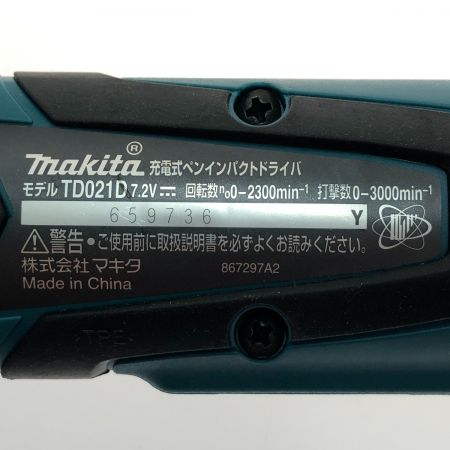 makita® 充電式ペンインパクトドライバ
モデル TD021D 7.2V⎓ 回転数 n₀0-2300min⁻¹ 打撃数0-3000min⁻¹
659736 Y
⚠警告・ご使用前に取扱説明書を必ずよくお読みください。
株式会社 マキタ 867297A2
Made in China
>TPE<